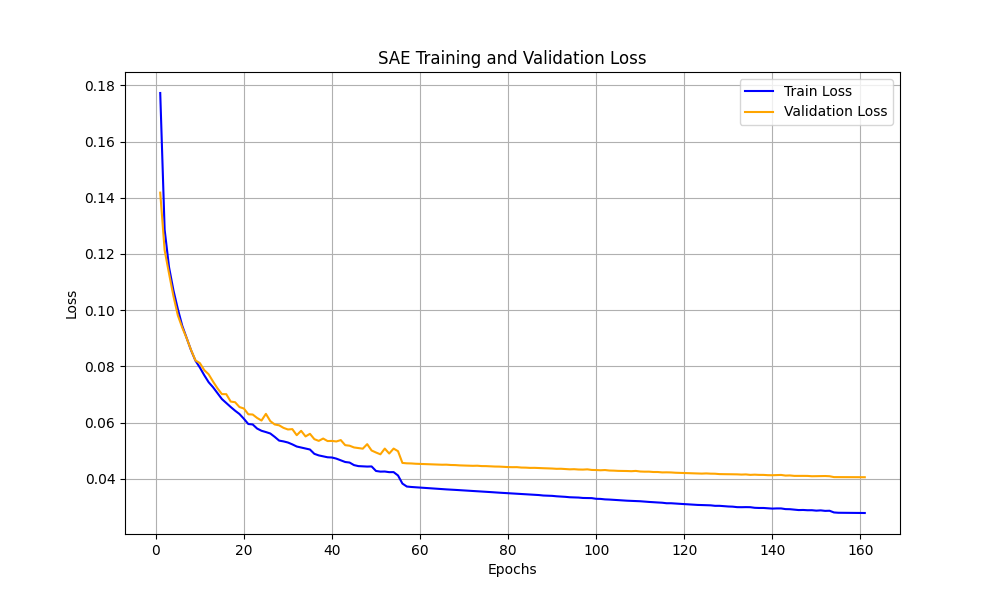 SAE Training and Validation Loss
Train Loss
Validation Loss
0.18
0.16
0.14
0.12
0.10
0.08
0.06
0.04
Loss
0 20 40 60 80 100 120 140 160
Epochs